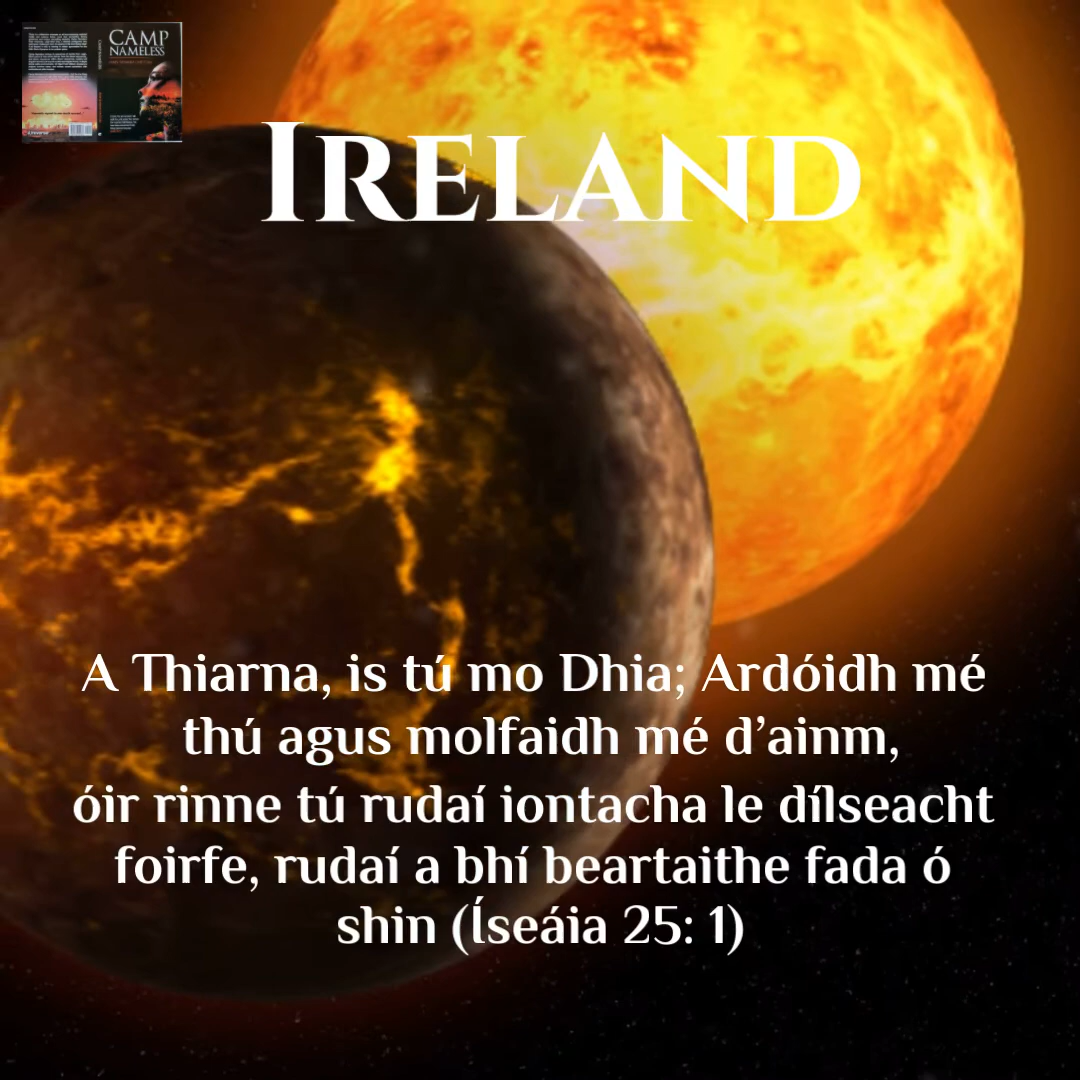 CAMP
NAMELESS
IRELAND
A Thiarna, is tú mo Dhia; Ardóidh mé
thú agus molfaidh mé d’ainm,
óir rinne tú rudaí iontacha le dílseacht
foirfe, rudaí a bhí beartaithe fada ó
shin (Íseáia 25: 1)